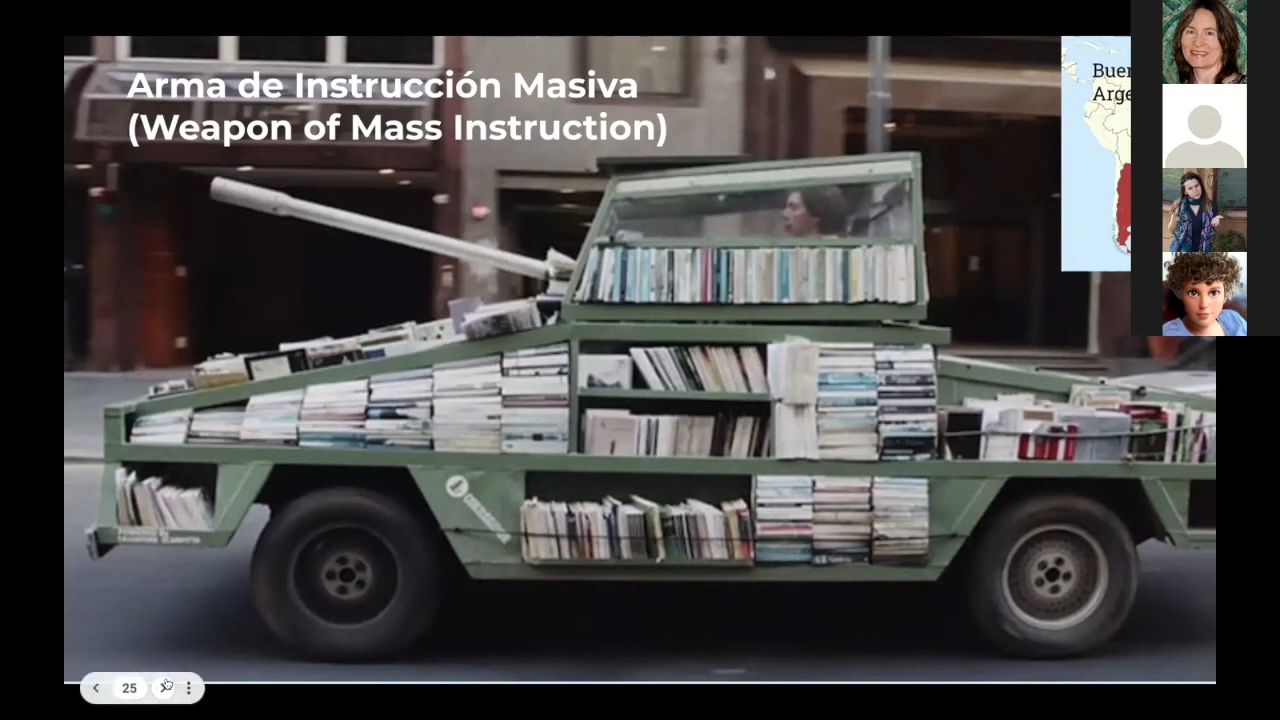 Arma de Instrucción Masiva
(Weapon of Mass Instruction)
Buen
Arge
25